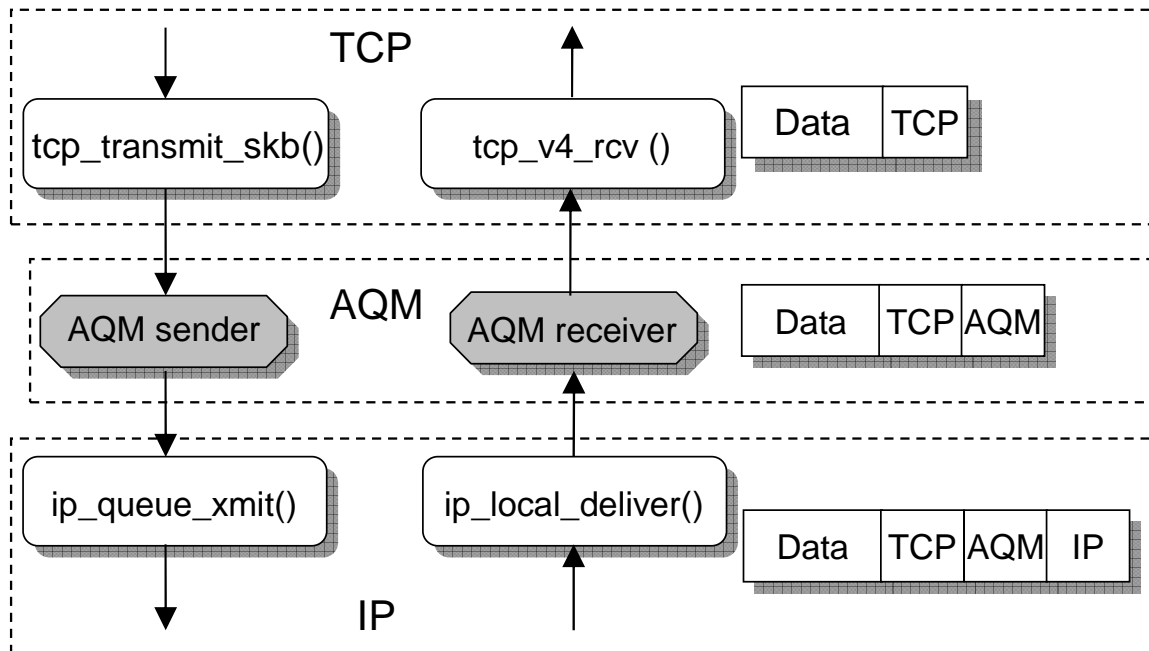 TCP
tcp_transmit_skb()
tcp_v4_rcv ()
Data TCP
AQM
AQM sender
AQM receiver
Data TCP AQM
ip_queue_xmit()
ip_local_deliver()
Data TCP AQM IP
IP